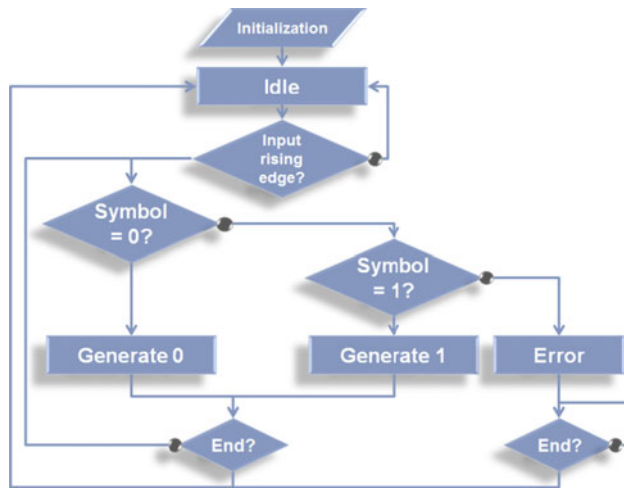 Initialization
Idle
Input
rising
edge?
Symbol
= 0?
Symbol
= 1?
Generate 0
Generate 1
Error
End?
End?